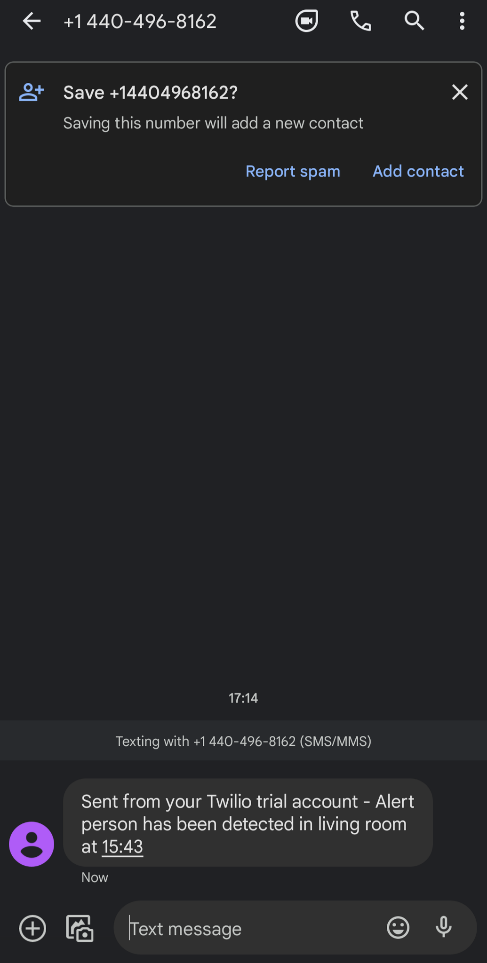 +1 440-496-8162
Save +14404968162?
Saving this number will add a new contact
Report spam
Add contact
17:14
Texting with +1 440-496-8162 (SMS/MMS)
Sent from your Twilio trial account - Alert
person has been detected in living room
at 15:43
Now
Text message